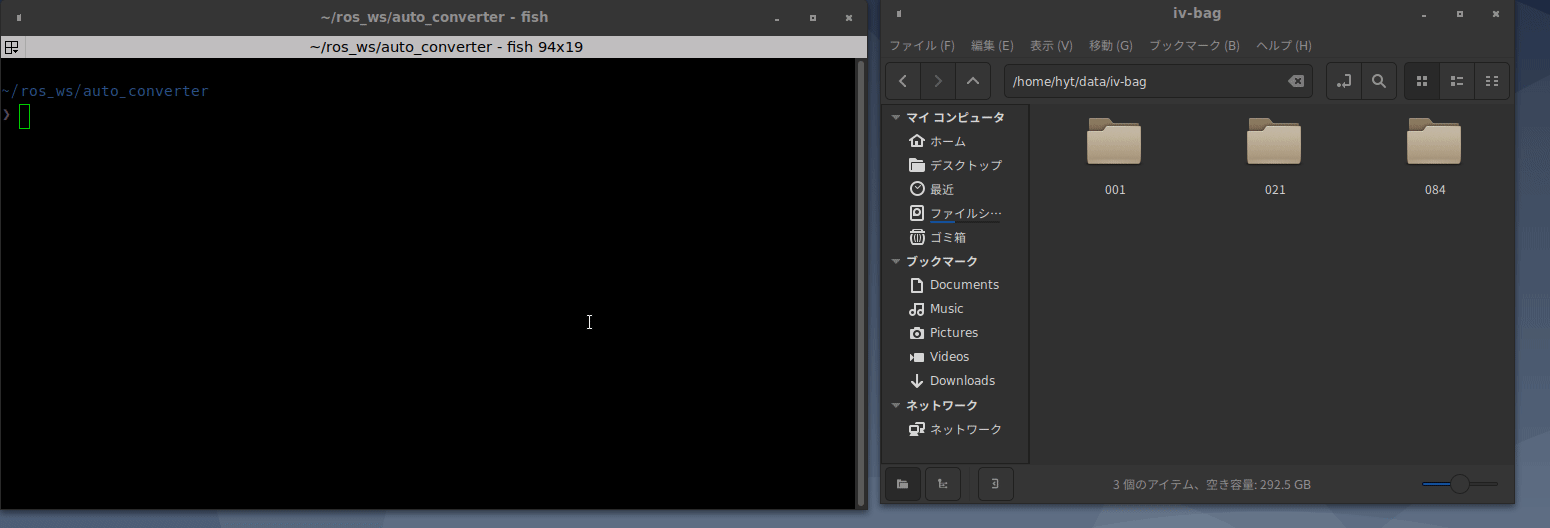 ~/ros_ws/auto_converter - fish
~/ros_ws/auto_converter - fish 94x19
~/ros_ws/auto_converter
❯
iv-bag
ファイル (F) 編集 (E) 表示 (V) 移動 (G) ブックマーク (B) ヘルプ (H)
/home/hyt/data/iv-bag
マイ コンピュータ
ホーム
デスクトップ
最近
ファイルシ…
ゴミ箱
ブックマーク
Documents
Music
Pictures
Videos
Downloads
ネットワーク
ネットワーク
001 021 084
3 個のアイテム、空き容量: 292.5 GB